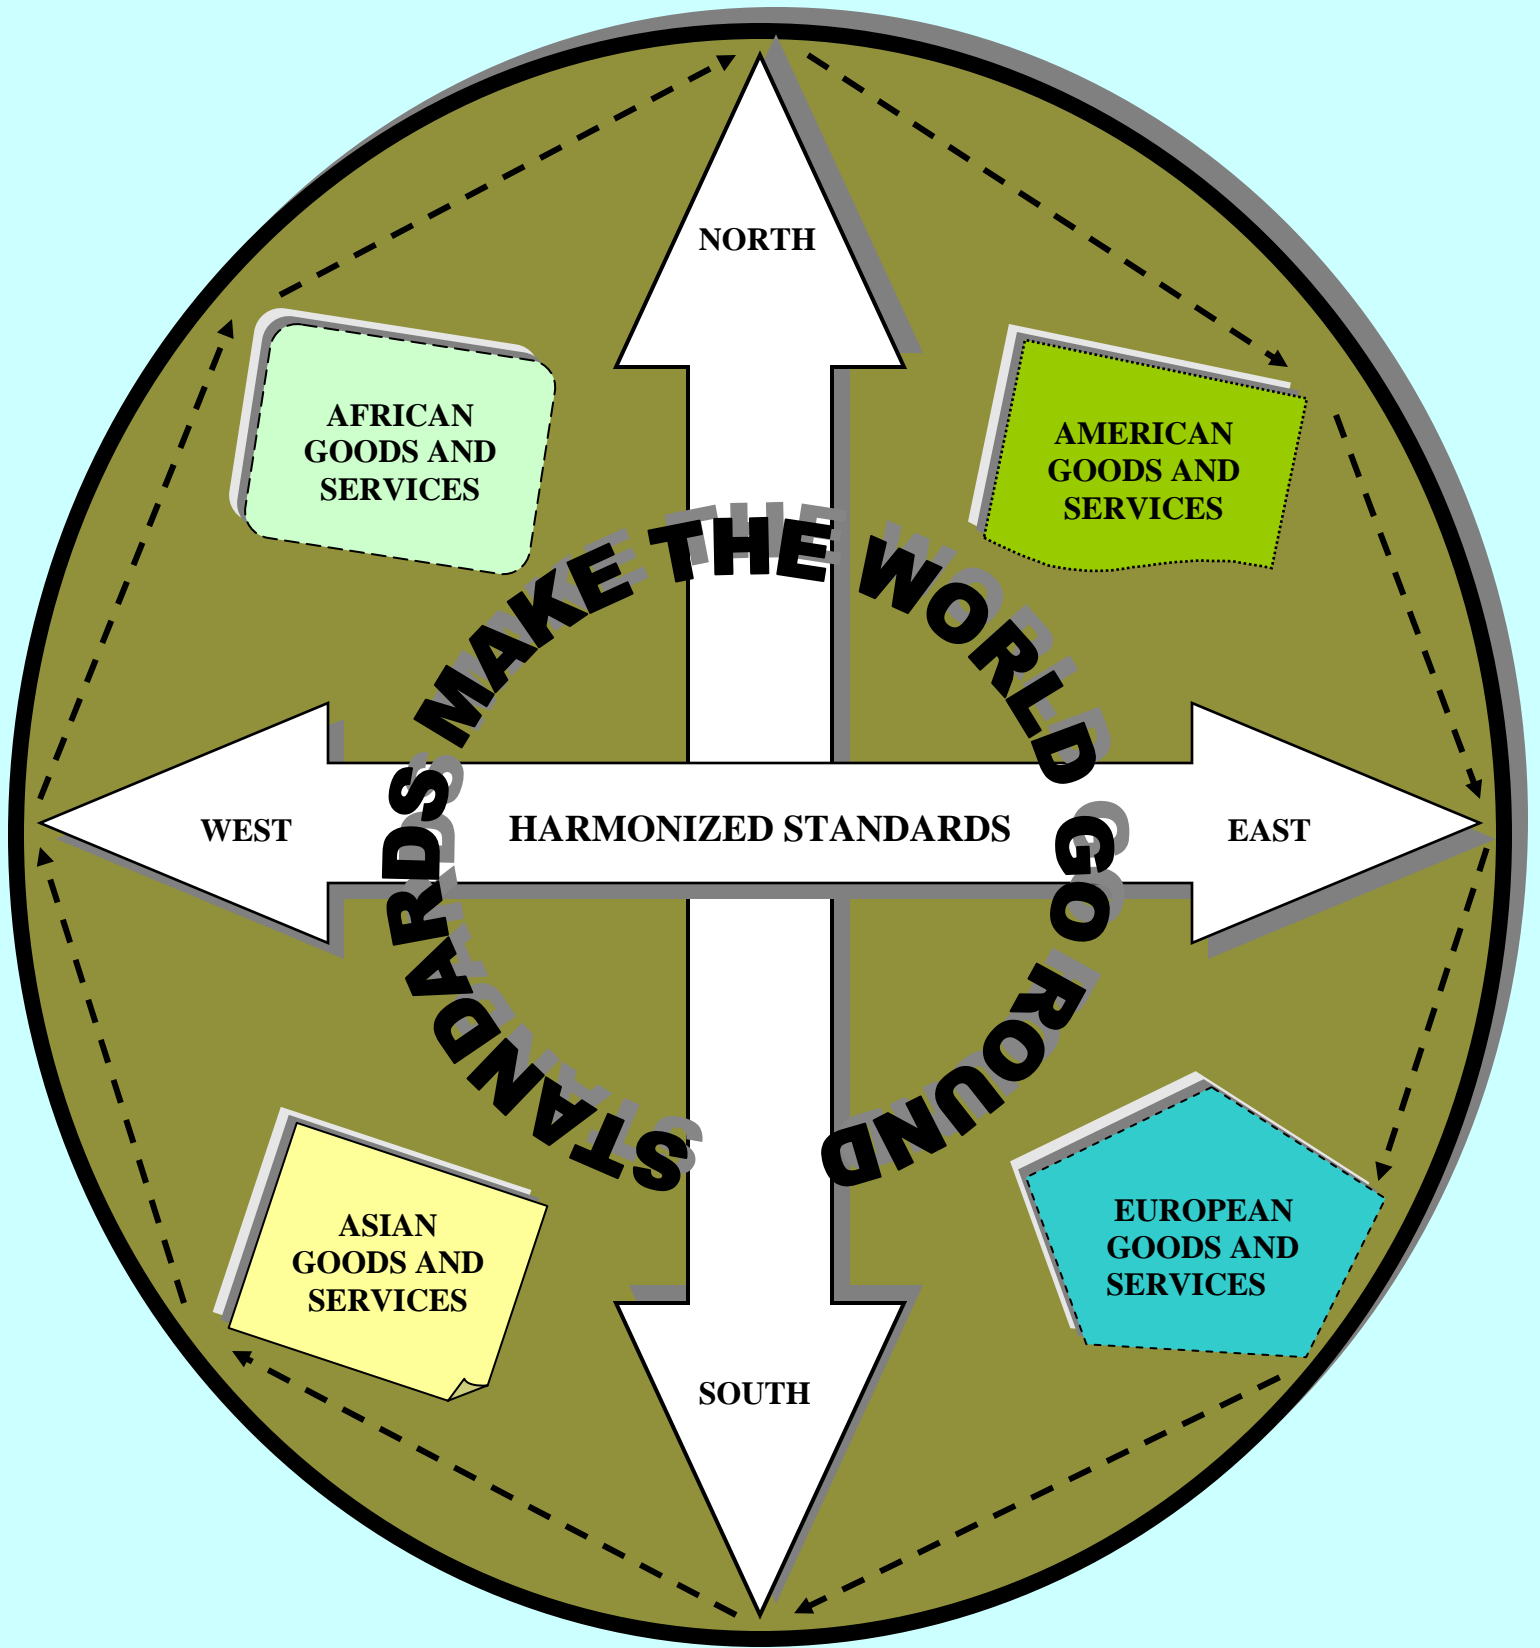 NORTH
AFRICAN
GOODS AND
SERVICES
AMERICAN
GOODS AND
SERVICES
STANDARDS MAKE THE WORLD GO ROUND
WEST
HARMONIZED STANDARDS
EAST
ASIAN
GOODS AND
SERVICES
EUROPEAN
GOODS AND
SERVICES
SOUTH